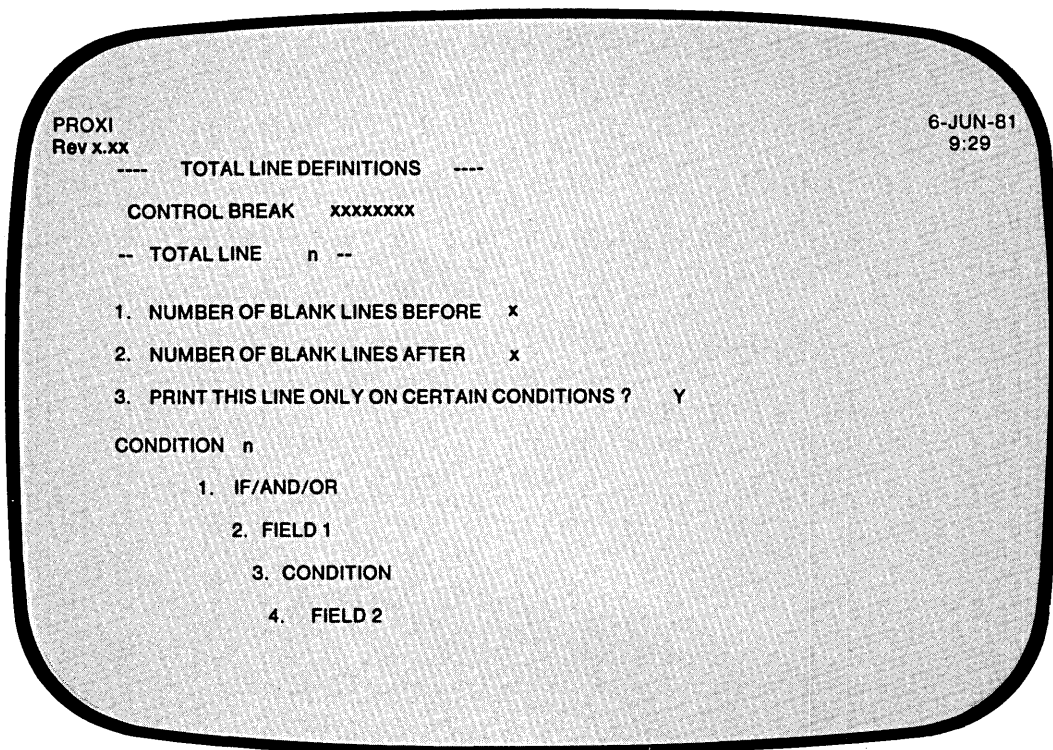 PROXI 6-JUN-81
Rev x.xx 9:29
---- TOTAL LINE DEFINITIONS ----
CONTROL BREAK xxxxxxxx
-- TOTAL LINE n --
1. NUMBER OF BLANK LINES BEFORE x
2. NUMBER OF BLANK LINES AFTER x
3. PRINT THIS LINE ONLY ON CERTAIN CONDITIONS ? Y
CONDITION n
1. IF/AND/OR
2. FIELD 1
3. CONDITION
4. FIELD 2